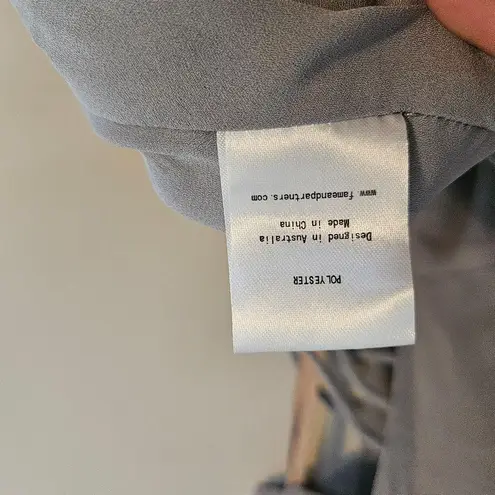 POLYESTER
Designed in Australia
Made in China
www.fameandpartners.com